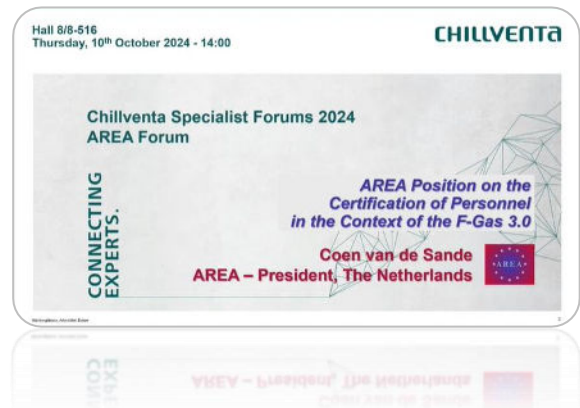 Hall 8/8-516
Thursday, 10th October 2024 - 14:00
CHILLVENTA
Chillventa Specialist Forums 2024
AREA Forum
CONNECTING
EXPERTS.
AREA Position on the
Certification of Personnel
in the Context of the F-Gas 3.0
Coen van de Sande
AREA – President, The Netherlands
AREA